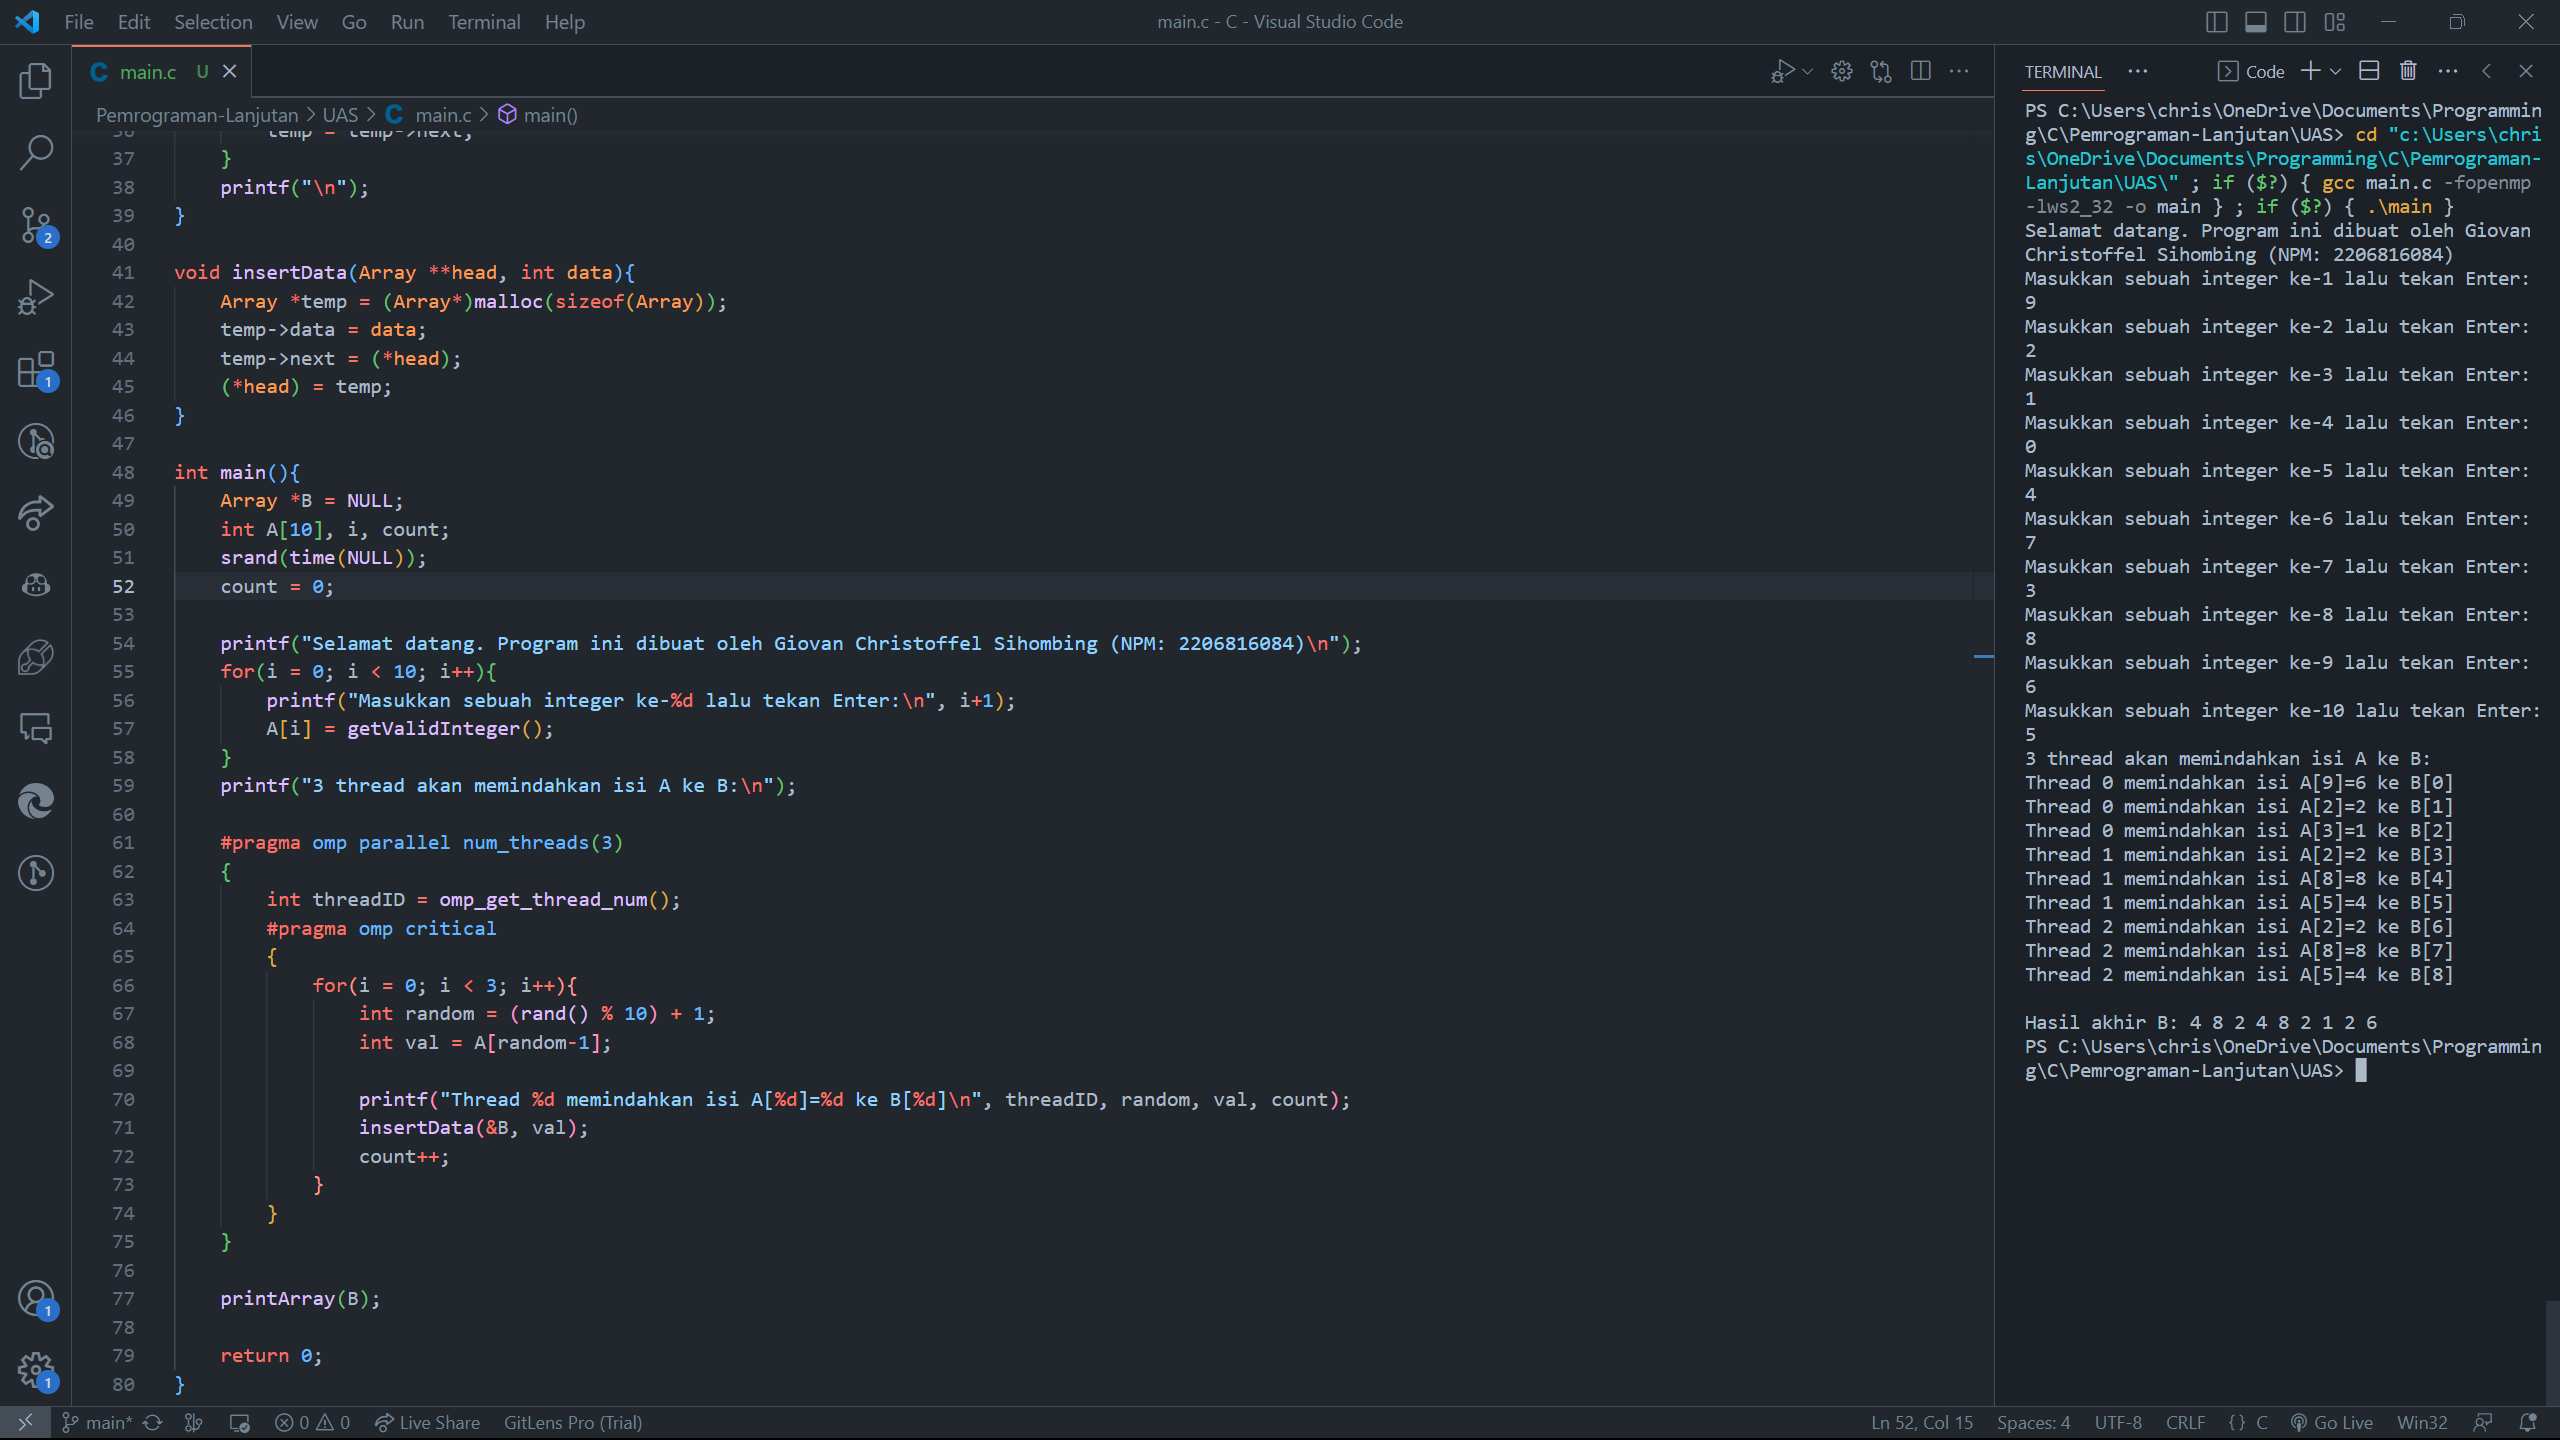 File Edit Selection View Go Run Terminal Help
main.c - C - Visual Studio Code
main.c U
Pemrograman-Lanjutan > UAS > C main.c > main()
36 temp = temp->next;
37 }
38 printf("\n");
39 }
40
41 void insertData(Array **head, int data){
42 Array *temp = (Array*)malloc(sizeof(Array));
43 temp->data = data;
44 temp->next = (*head);
45 (*head) = temp;
46 }
47
48 int main(){
49 Array *B = NULL;
50 int A[10], i, count;
51 srand(time(NULL));
52 count = 0;
53
54 printf("Selamat datang. Program ini dibuat oleh Giovan Christoffel Sihombing (NPM: 2206816084)\n");
55 for(i = 0; i < 10; i++){
56 printf("Masukkan sebuah integer ke-%d lalu tekan Enter:\n", i+1);
57 A[i] = getValidInteger();
58 }
59 printf("3 thread akan memindahkan isi A ke B:\n");
60
61 #pragma omp parallel num_threads(3)
62 {
63 int threadID = omp_get_thread_num();
64 #pragma omp critical
65 {
66 for(i = 0; i < 3; i++){
67 int random = (rand() % 10) + 1;
68 int val = A[random-1];
69
70 printf("Thread %d memindahkan isi A[%d]=%d ke B[%d]\n", threadID, random, val, count);
71 insertData(&B, val);
72 count++;
73 }
74 }
75 }
76
77 printArray(B);
78
79 return 0;
80 }
TERMINAL Code
PS C:\Users\chris\OneDrive\Documents\Programmin
g\C\Pemrograman-Lanjutan\UAS> cd "c:\Users\chri
s\OneDrive\Documents\Programming\C\Pemrograman-
Lanjutan\UAS\" ; if ($?) { gcc main.c -fopenmp
-lws2_32 -o main } ; if ($?) { .\main }
Selamat datang. Program ini dibuat oleh Giovan
Christoffel Sihombing (NPM: 2206816084)
Masukkan sebuah integer ke-1 lalu tekan Enter:
9
Masukkan sebuah integer ke-2 lalu tekan Enter:
2
Masukkan sebuah integer ke-3 lalu tekan Enter:
1
Masukkan sebuah integer ke-4 lalu tekan Enter:
0
Masukkan sebuah integer ke-5 lalu tekan Enter:
4
Masukkan sebuah integer ke-6 lalu tekan Enter:
7
Masukkan sebuah integer ke-7 lalu tekan Enter:
3
Masukkan sebuah integer ke-8 lalu tekan Enter:
8
Masukkan sebuah integer ke-9 lalu tekan Enter:
6
Masukkan sebuah integer ke-10 lalu tekan Enter:
5
3 thread akan memindahkan isi A ke B:
Thread 0 memindahkan isi A[9]=6 ke B[0]
Thread 0 memindahkan isi A[2]=2 ke B[1]
Thread 0 memindahkan isi A[3]=1 ke B[2]
Thread 1 memindahkan isi A[2]=2 ke B[3]
Thread 1 memindahkan isi A[8]=8 ke B[4]
Thread 1 memindahkan isi A[5]=4 ke B[5]
Thread 2 memindahkan isi A[2]=2 ke B[6]
Thread 2 memindahkan isi A[8]=8 ke B[7]
Thread 2 memindahkan isi A[5]=4 ke B[8]

Hasil akhir B: 4 8 2 4 8 2 1 2 6
PS C:\Users\chris\OneDrive\Documents\Programmin
g\C\Pemrograman-Lanjutan\UAS>
2
1
1
1
main* 0 0 Live Share GitLens Pro (Trial) Ln 52, Col 15 Spaces: 4 UTF-8 CRLF {} C Go Live Win32